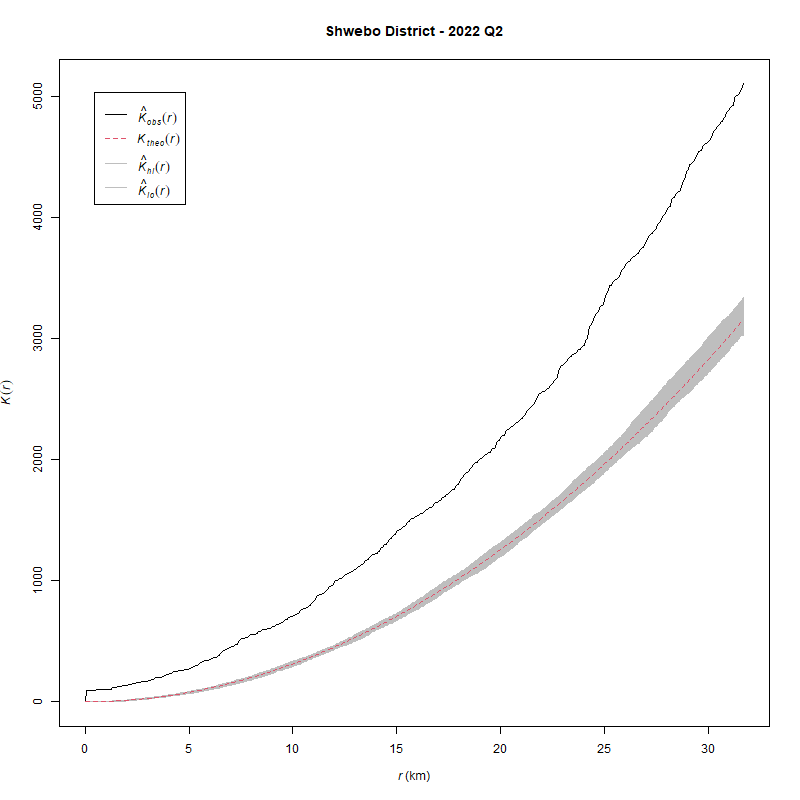 Shwebo District - 2022 Q2
K̂obs(r)
Ktheo(r)
K̂hi(r)
K̂lo(r)
K(r)
5000
4000
3000
2000
1000
0
0 5 10 15 20 25 30
r (km)